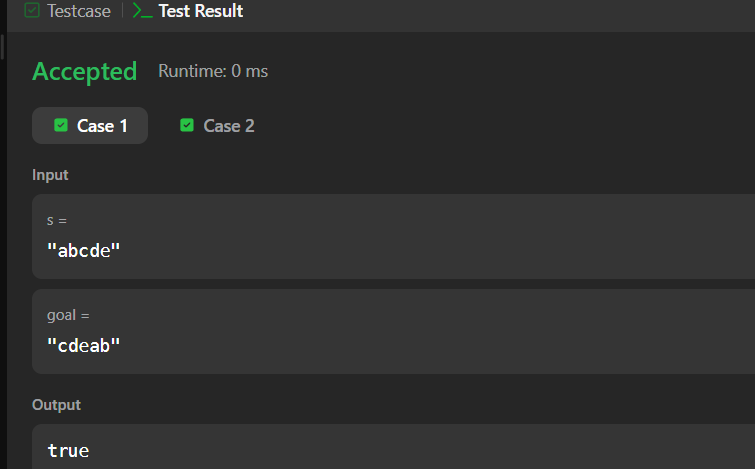 Testcase | >_ Test Result
Accepted Runtime: 0 ms
Case 1 Case 2
Input
s =
"abcde"
goal =
"cdeab"
Output
true